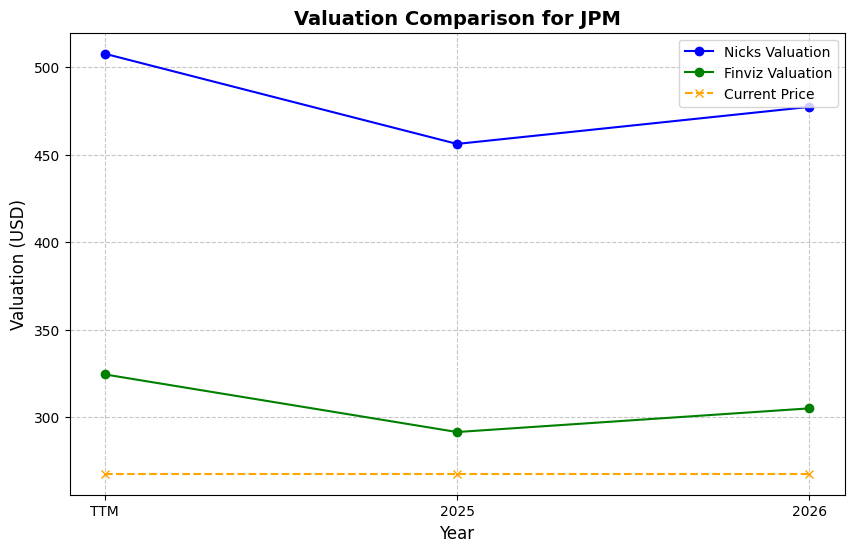 Valuation Comparison for JPM
Nicks Valuation
Finviz Valuation
Current Price
Valuation (USD)
500
450
400
350
300
TTM
2025
2026
Year